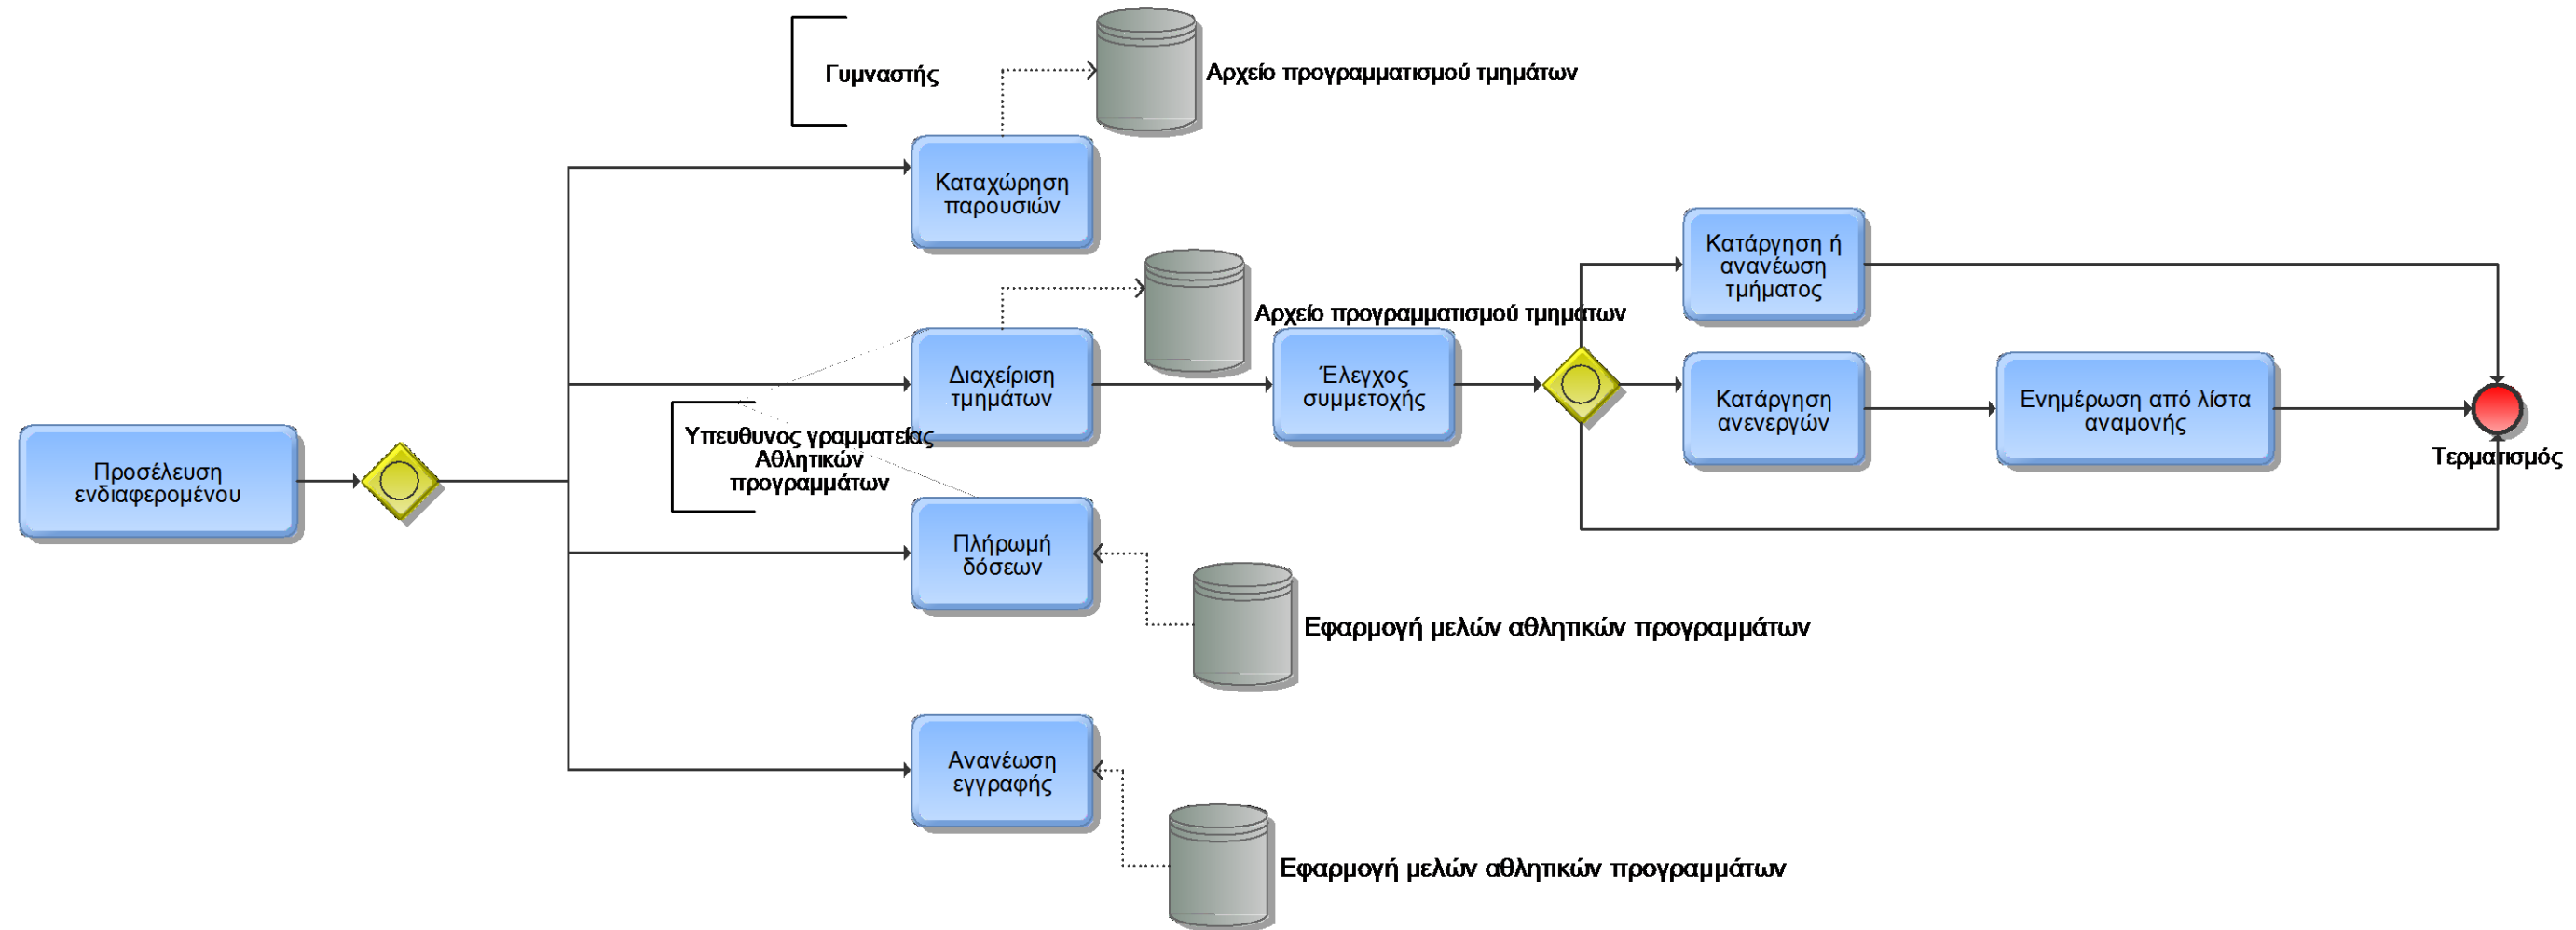 Γυμναστής
Αρχείο προγραμματισμού τμημάτων
Καταχώρηση
παρουσιών
Κατάργηση ή
ανανέωση
τμήματος
Αρχείο προγραμματισμού τμημάτων
Διαχείριση
τμημάτων
Έλεγχος
συμμετοχής
Κατάργηση
ανενεργών
Ενημέρωση από λίστα
αναμονής
Τερματισμός
Υπευθυνος γραμματείας
Αθλητικών
προγραμμάτων
Προσέλευση
ενδιαφερομένου
Πλήρωμή
δόσεων
Εφαρμογή μελών αθλητικών προγραμμάτων
Ανανέωση
εγγραφής
Εφαρμογή μελών αθλητικών προγραμμάτων